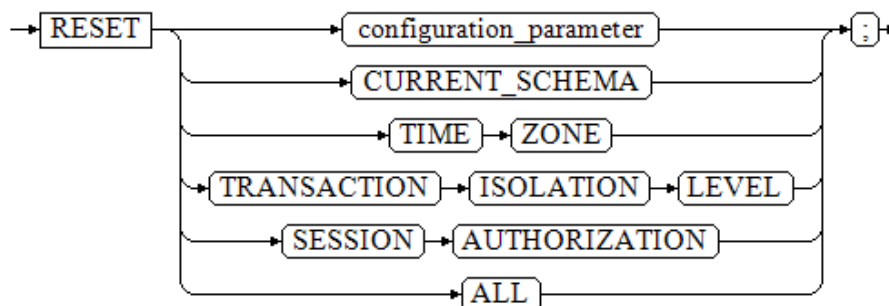 RESET configuration_parameter ;
CURRENT_SCHEMA
TIME ZONE
TRANSACTION ISOLATION LEVEL
SESSION AUTHORIZATION
ALL